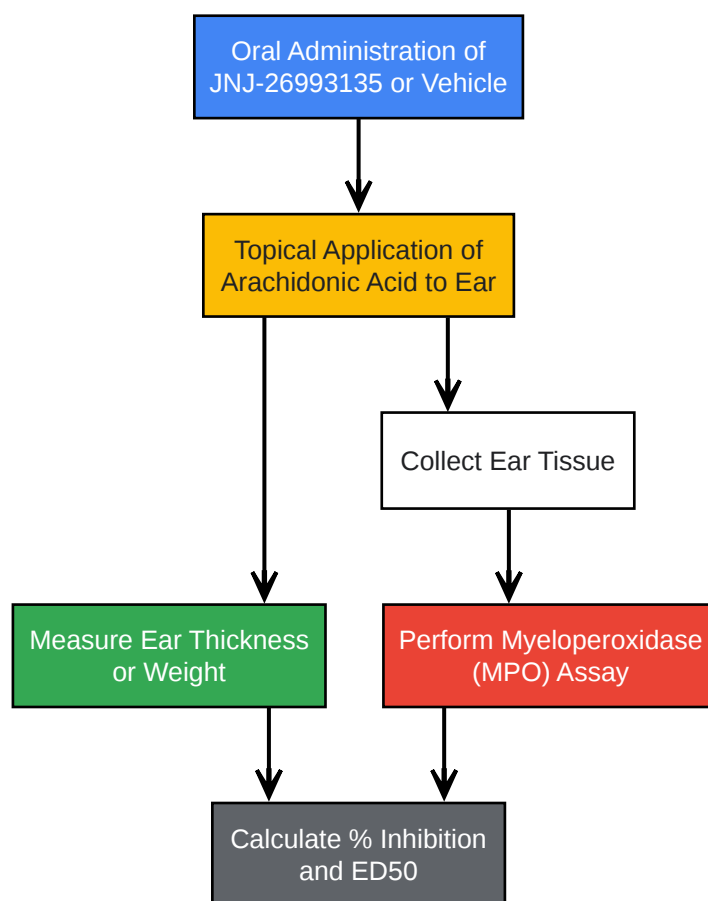 Oral Administration of
JNJ-26993135 or Vehicle
Topical Application of
Arachidonic Acid to Ear
Collect Ear Tissue
Measure Ear Thickness
or Weight
Perform Myeloperoxidase
(MPO) Assay
Calculate % Inhibition
and ED50